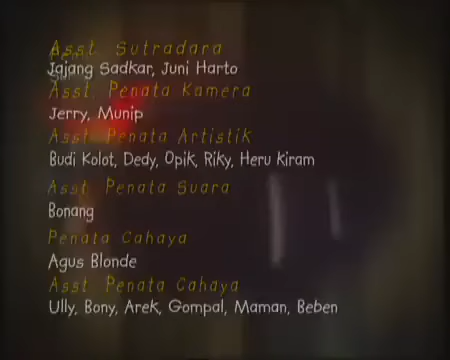 Asst. Sutradara
Jajang Sadkar, Juni Harto
Asst. Penata Kamera
Jerry, Munip
Asst Penata Artistik
Budi Kolot, Dedy, Opik, Riky, Heru kiram
Asst Penata Suara
Bonang
Penata Cahaya
Agus Blonde
Asst Penata Cahaya
Ully, Bony, Arek, Gompal, Maman, Beben